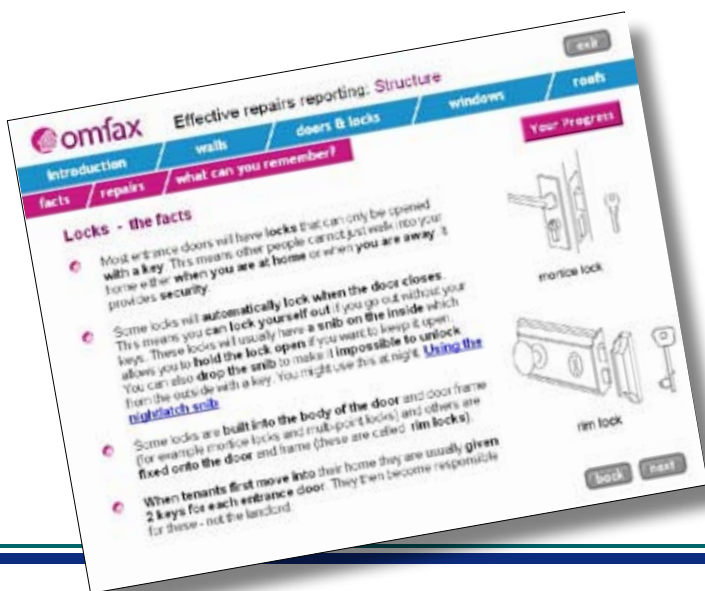 exit
omfax
Effective repairs reporting: Structure
introduction
walls
doors & locks
windows
roofs
facts
repairs
what can you remember?
Your Progress
Locks - the facts
Most entrance doors will have locks that can only be opened
with a key. This means other people cannot just walk into your
home either when you are at home or when you are away. It
provides security.
Some locks will automatically lock when the door closes.
This means you can lock yourself out if you go out without your
keys. These locks will usually have a snib on the inside which
allows you to hold the lock open if you want to keep it open.
You can also drop the snib to make it impossible to unlock
from the outside with a key. You might use this at night. Using the
nightlatch snib
Some locks are built into the body of the door and door frame
(for example mortice locks and multi-point locks) and others are
fixed onto the door and frame (these are called rim locks).
When tenants first move into their home they are usually given
2 keys for each entrance door. They then become responsible
for these - not the landlord.
mortice lock
rim lock
back
next